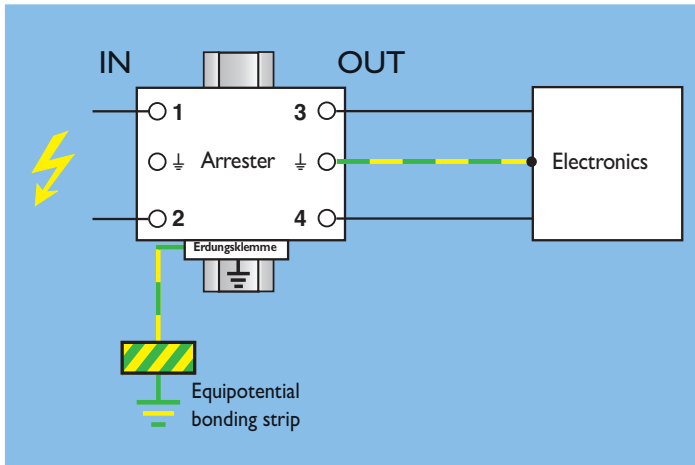 IN
OUT
1
3
Arrester
Electronics
2
4
Erdungsklemme
Equipotential
bonding strip